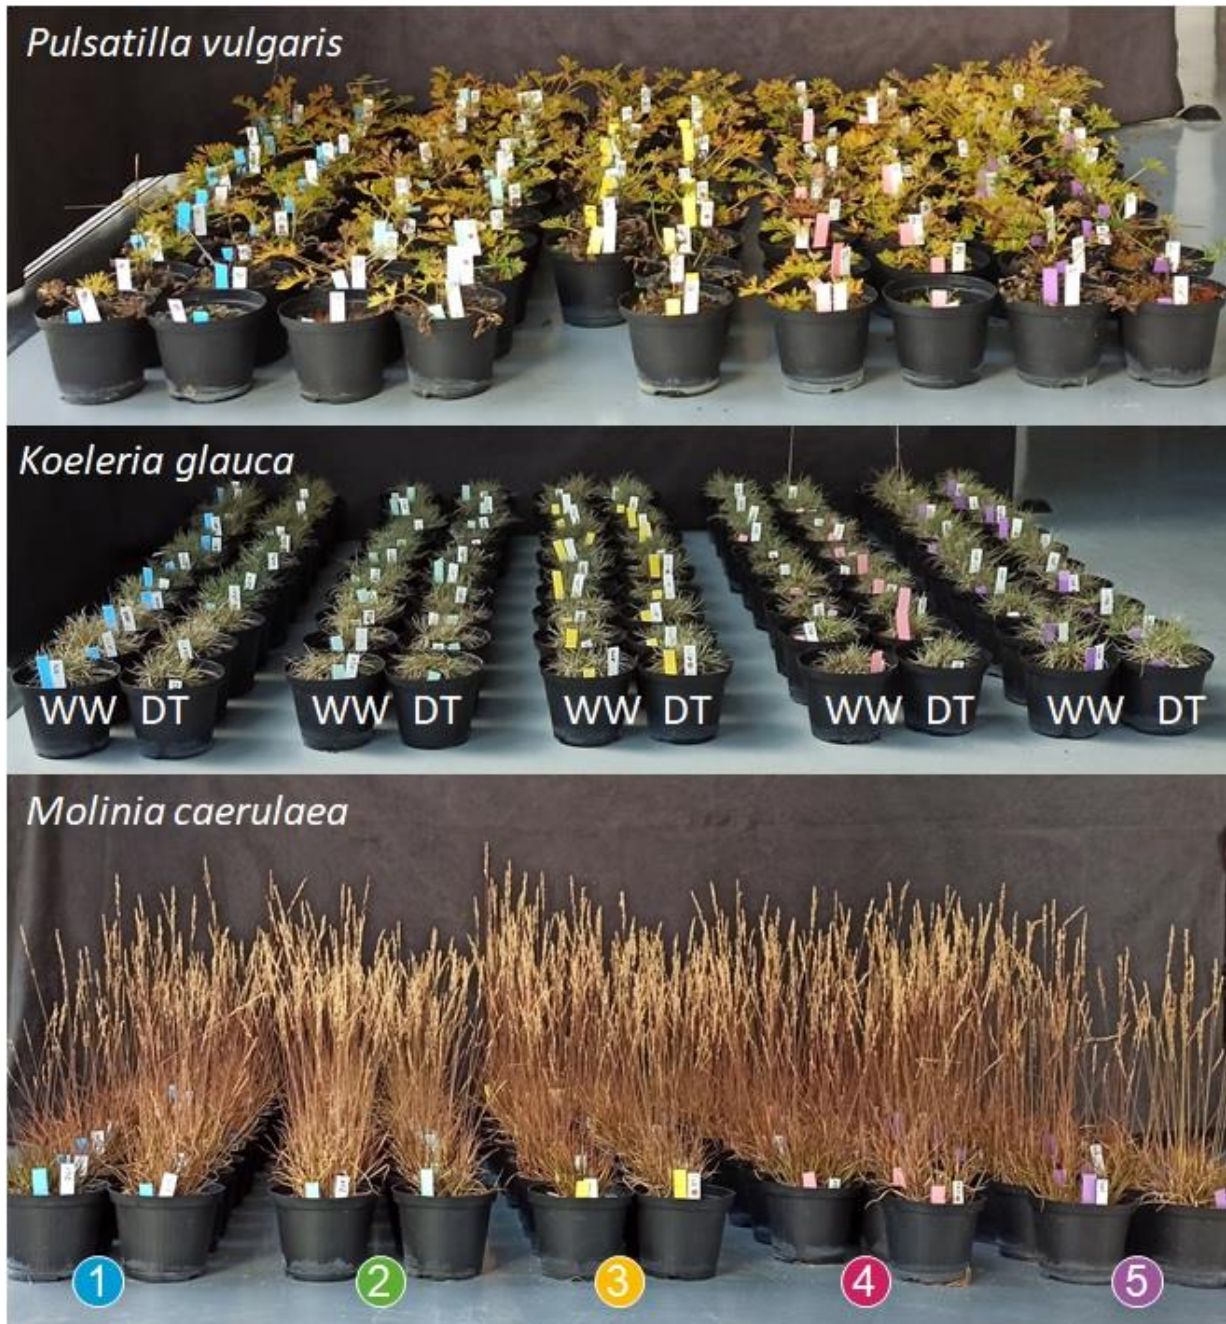 Pulsatilla vulgaris
Koeleria glauca
WW DT WW DT WW DT WW DT WW DT
Molinia caerulaea
1 2 3 4 5